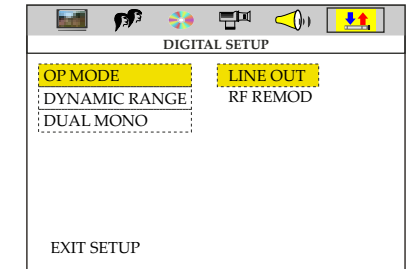 DIGITAL SETUP
OP MODE LINE OUT
DYNAMIC RANGE RF REMOD
DUAL MONO
EXIT SETUP